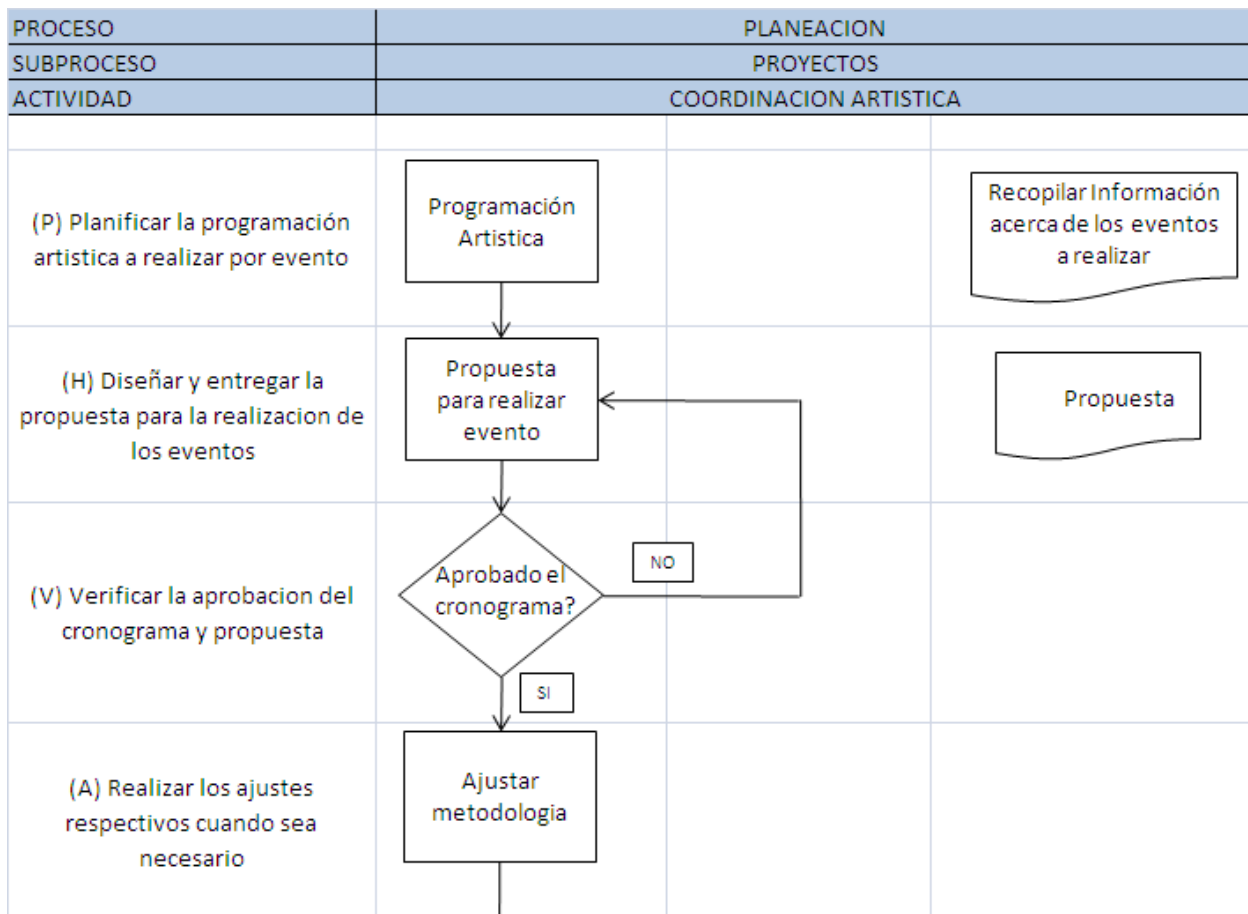 PROCESO
PLANEACION
SUBPROCESO
PROYECTOS
ACTIVIDAD
COORDINACION ARTISTICA
(P) Planificar la programación
artistica a realizar por evento
Programación
Artistica
Recopilar Información
acerca de los eventos
a realizar
(H) Diseñar y entregar la
propuesta para la realizacion de
los eventos
Propuesta
para realizar
evento
Propuesta
(V) Verificar la aprobacion del
cronograma y propuesta
Aprobado el
cronograma?
NO
SI
(A) Realizar los ajustes
respectivos cuando sea
necesario
Ajustar
metodologia